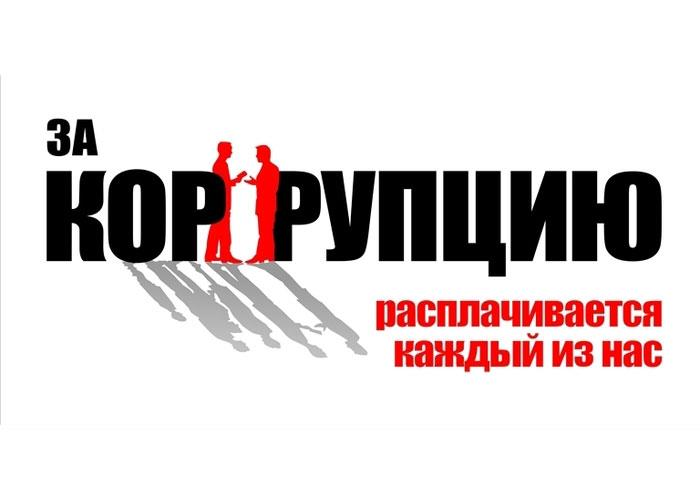 ЗА
КОРРУПЦИЮ
расплачивается
каждый из нас